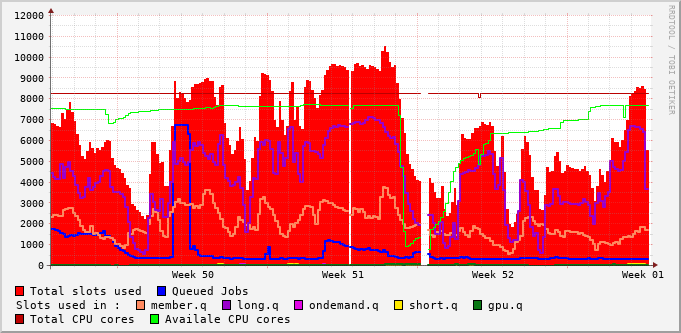 RRDTOOL / TOBI OETIKER
12000
11000
10000
9000
8000
7000
6000
5000
4000
3000
2000
1000
0
Week 50 Week 51 Week 52 Week 01
Total slots used Queued Jobs
Slots used in : member.q long.q ondemand.q short.q gpu.q
Total CPU cores Availale CPU cores